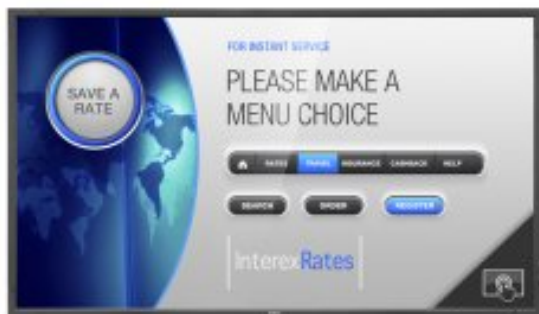 SAVE A
RATE
FOR INSTANT SERVICE
PLEASE MAKE A
MENU CHOICE
RATES TRAVEL INSURANCE CASHBACK HELP
SEARCH ORDER REGISTER
InterexRates